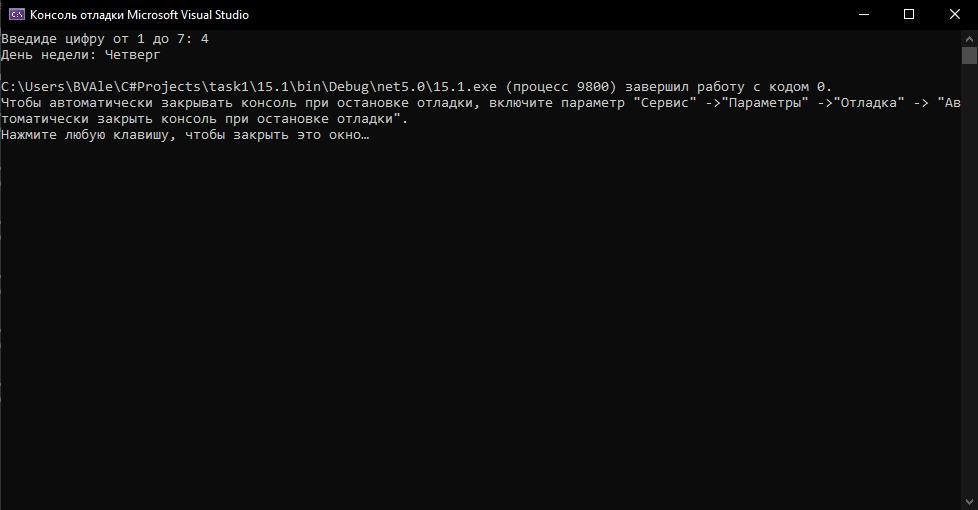 Консоль отладки Microsoft Visual Studio
Введиде цифру от 1 до 7: 4
День недели: Четверг
C:\Users\BVAle\C#Projects\task1\15.1\bin\Debug\net5.0\15.1.exe (процесс 9800) завершил работу с кодом 0.
Чтобы автоматически закрывать консоль при остановке отладки, включите параметр "Сервис" ->"Параметры" ->"Отладка" -> "Ав
томатически закрыть консоль при остановке отладки".
Нажмите любую клавишу, чтобы закрыть это окно…